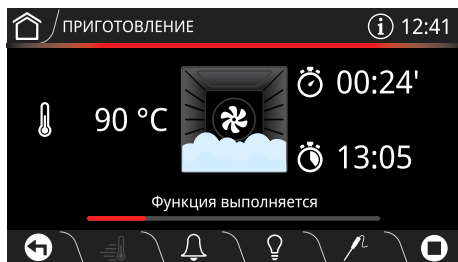 ПРИГОТОВЛЕНИЕ
i 12:41
90 °C
00:24'
13:05
Функция выполняется